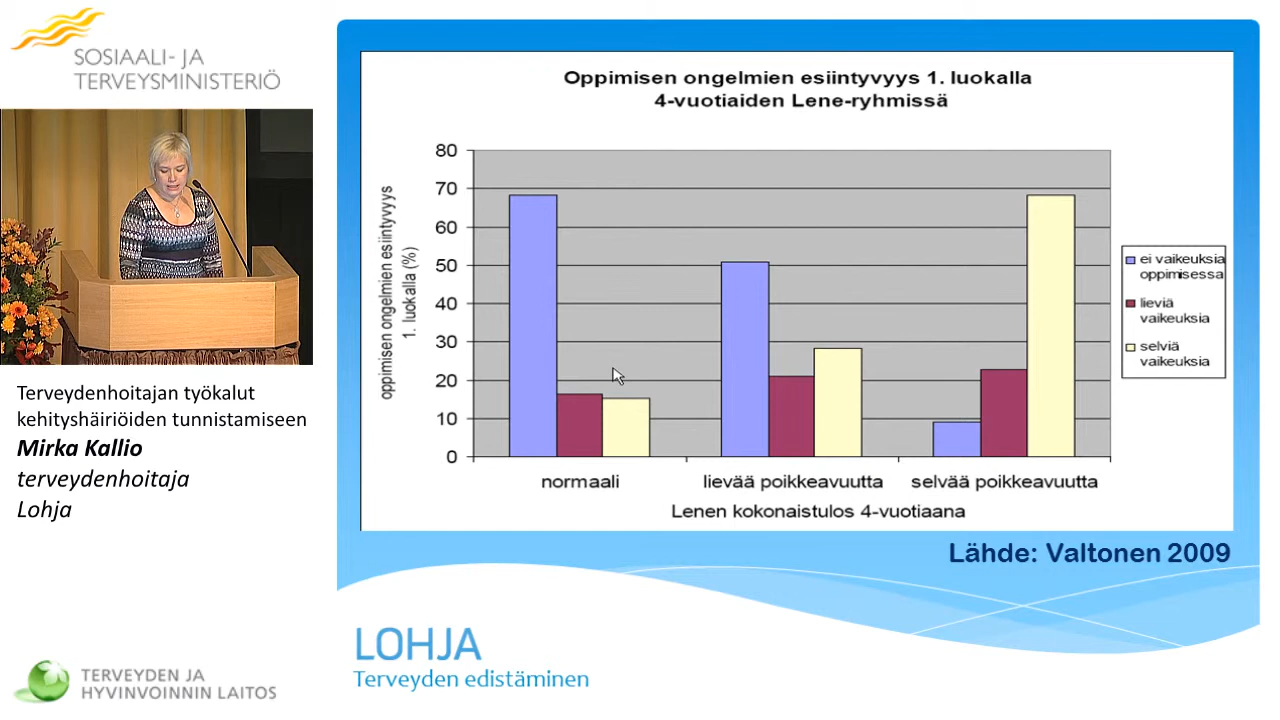 SOSIAALI- JA
TERVEYSMINISTERIÖ
Terveydenhoitajan työkalut
kehityshäiriöiden tunnistamiseen
Mirka Kallio
terveydenhoitaja
Lohja
TERVEYDEN JA
HYVINVOINNIN LAITOS
Oppimisen ongelmien esiintyvyys 1. luokalla
4-vuotiaiden Lene-ryhmissä
oppimisen ongelmien esiintyvyys
1. luokalla (%)
80
70
60
50
40
30
20
10
0
normaali lievää poikkeavuutta selvää poikkeavuutta
Lenen kokonaistulos 4-vuotiaana
ei vaikeuksia
oppimisessa
lieviä
vaikeuksia
selviä
vaikeuksia
Lähde: Valtonen 2009
LOHJA
Terveyden edistäminen